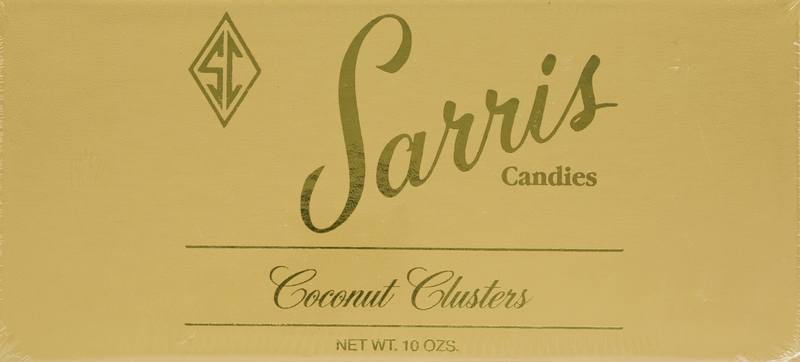 SC
Sarris
Candies
Coconut Clusters
NET WT. 10 OZS.